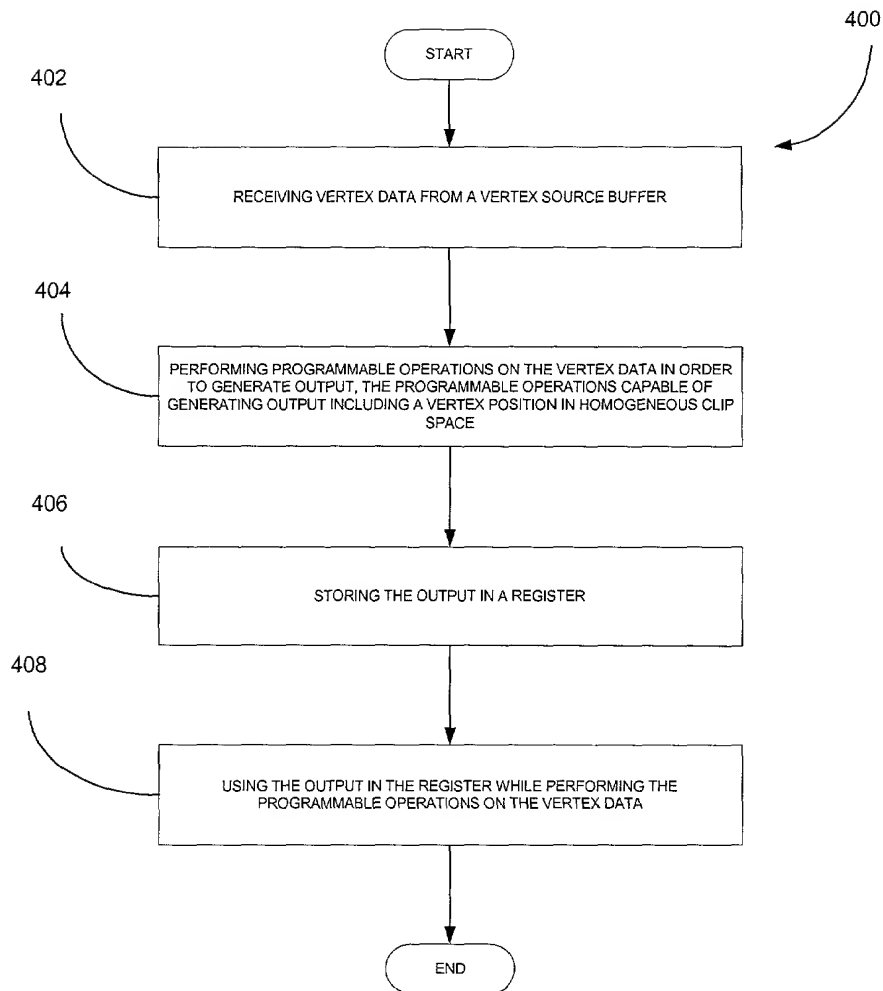 400
START
402
RECEIVING VERTEX DATA FROM A VERTEX SOURCE BUFFER
404
PERFORMING PROGRAMMABLE OPERATIONS ON THE VERTEX DATA IN ORDER
TO GENERATE OUTPUT, THE PROGRAMMABLE OPERATIONS CAPABLE OF
GENERATING OUTPUT INCLUDING A VERTEX POSITION IN HOMOGENEOUS CLIP
SPACE
406
STORING THE OUTPUT IN A REGISTER
408
USING THE OUTPUT IN THE REGISTER WHILE PERFORMING THE
PROGRAMMABLE OPERATIONS ON THE VERTEX DATA
END